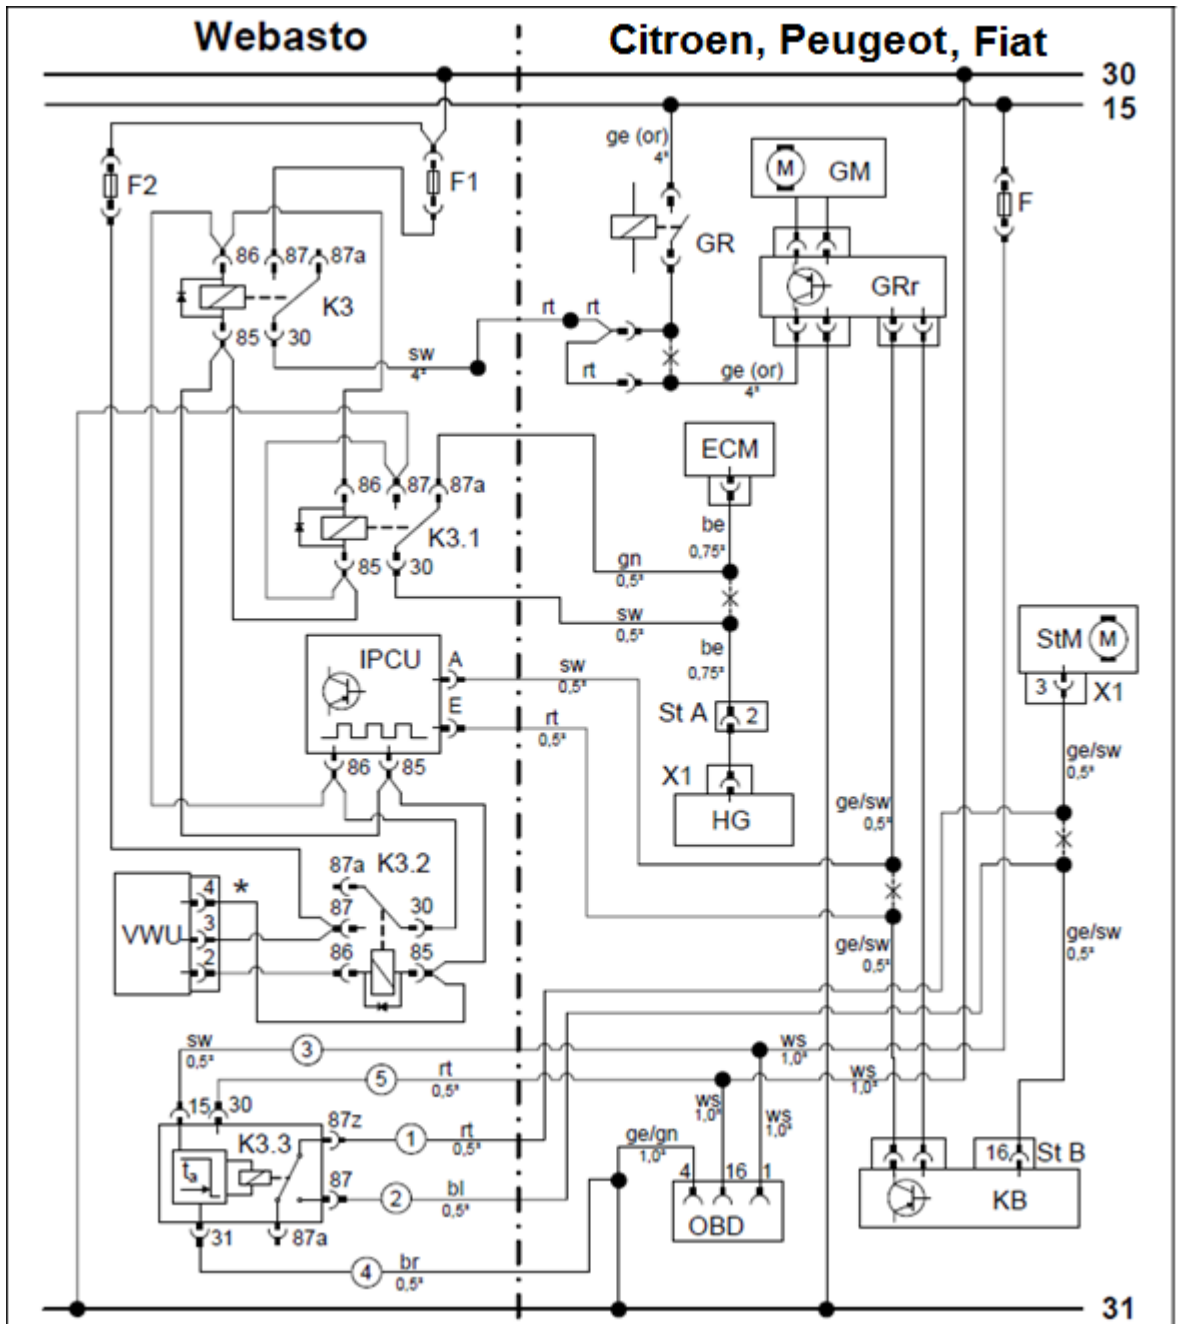 Webasto
Citroen, Peugeot, Fiat
30
15
ge (or)
4²
M
GM
F2
F1
F
86
87
87a
GR
GRr
K3
85
30
rt
rt
sw
4²
rt
ge (or)
4²
ECM
86
87
87a
be
0,75²
K3.1
85
30
gn
0,5²
sw
0,5²
be
0,75²
StM
M
3
X1
IPCU
A
sw
0,5²
E
rt
0,5²
St A
2
86
85
X1
HG
ge/sw
0,5²
ge/sw
0,5²
K3.2
87a
4
*
87
30
VWU
3
2
86
85
ge/sw
0,5²
ge/sw
0,5²
sw
0,5²
3
ws
1,0²
5
rt
0,5²
ws
1,0²
15
30
ws
1,0²
ws
1,0²
K3.3
87z
1
rt
0,5²
ge/gn
1,0²
ta
87
2
bl
0,5²
4
16
1
OBD
16
St B
KB
31
87a
4
br
0,5²
31